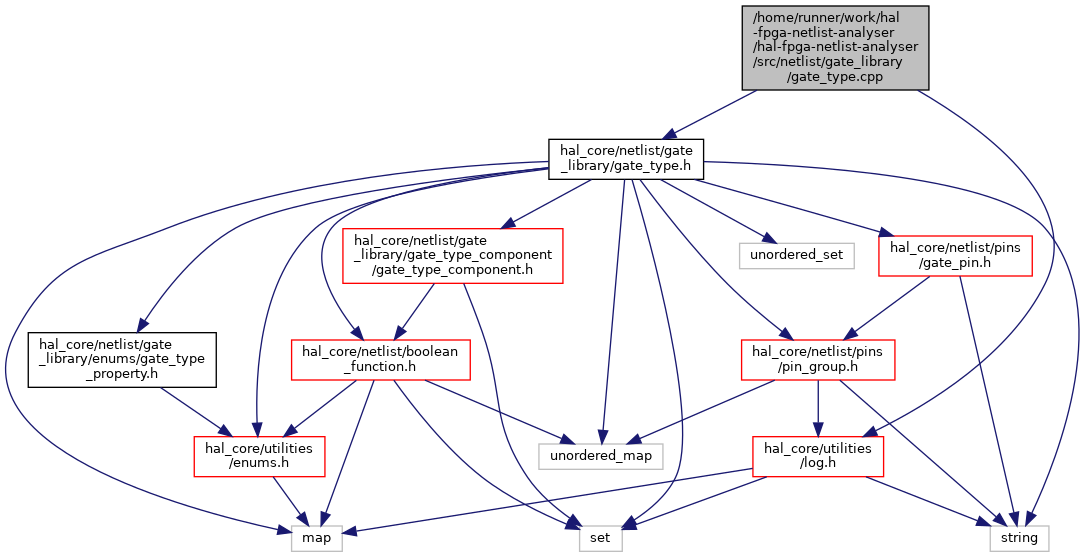 /home/runner/work/hal
-fpga-netlist-analyser
/hal-fpga-netlist-analyser
/src/netlist/gate_library
/gate_type.cpp
hal_core/netlist/gate
_library/gate_type.h
hal_core/netlist/gate
_library/gate_type_component
/gate_type_component.h
unordered_set
hal_core/netlist/pins
/gate_pin.h
hal_core/netlist/gate
_library/enums/gate_type
_property.h
hal_core/netlist/boolean
_function.h
hal_core/netlist/pins
/pin_group.h
hal_core/utilities
/enums.h
unordered_map
hal_core/utilities
/log.h
map
set
string